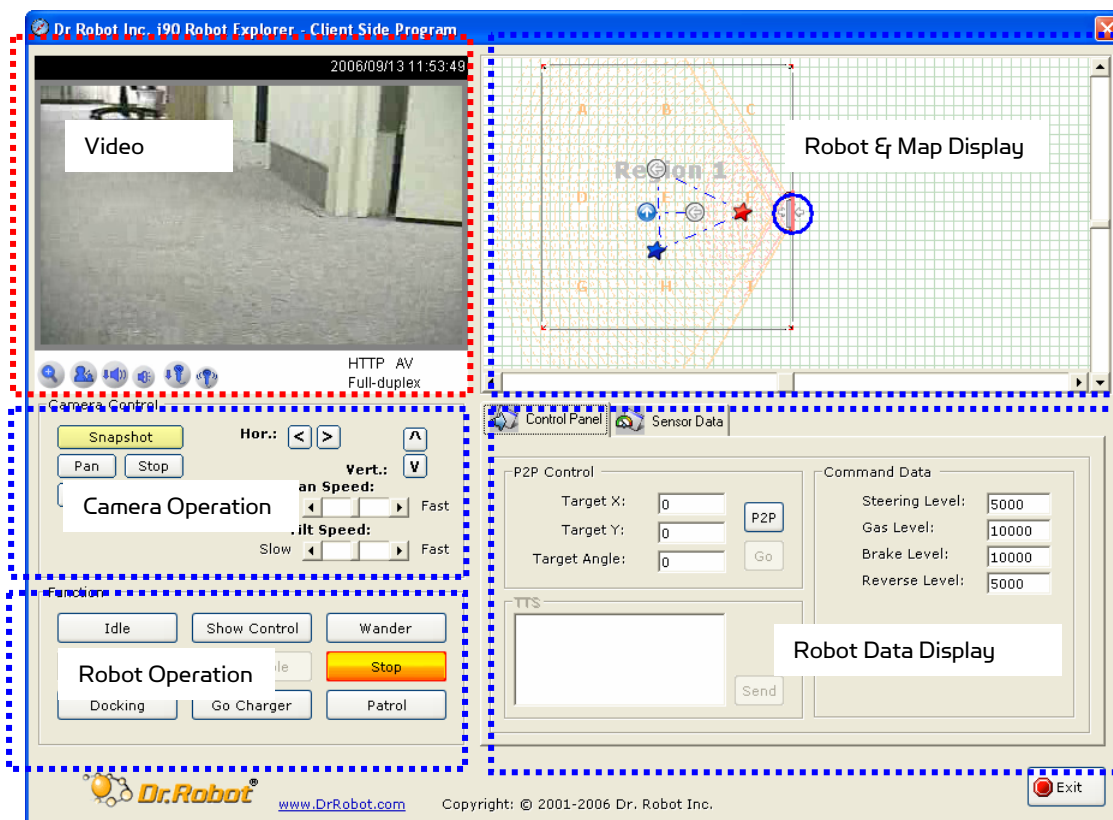 Dr Robot Inc. i90 Robot Explorer - Client Side Program
2006/09/13 11:53:49
Video
HTTP AV
Full-duplex
A B C
Region 1
D E F
G H I
Robot & Map Display
Camera Control
Snapshot
Pan Stop
Hor.: < >
Vert.: V
Speed:
Fast
Speed:
Slow Fast
Camera Operation
Function
Idle Show Control Wander
Stop
Docking Go Charger Patrol
Robot Operation
Control Panel Sensor Data
P2P Control
Target X: 0
Target Y: 0
Target Angle: 0
P2P
Go
TTS
Send
Command Data
Steering Level: 5000
Gas Level: 10000
Brake Level: 10000
Reverse Level: 5000
Robot Data Display
Dr.Robot®
www.DrRobot.com
Copyright: © 2001-2006 Dr. Robot Inc.
Exit